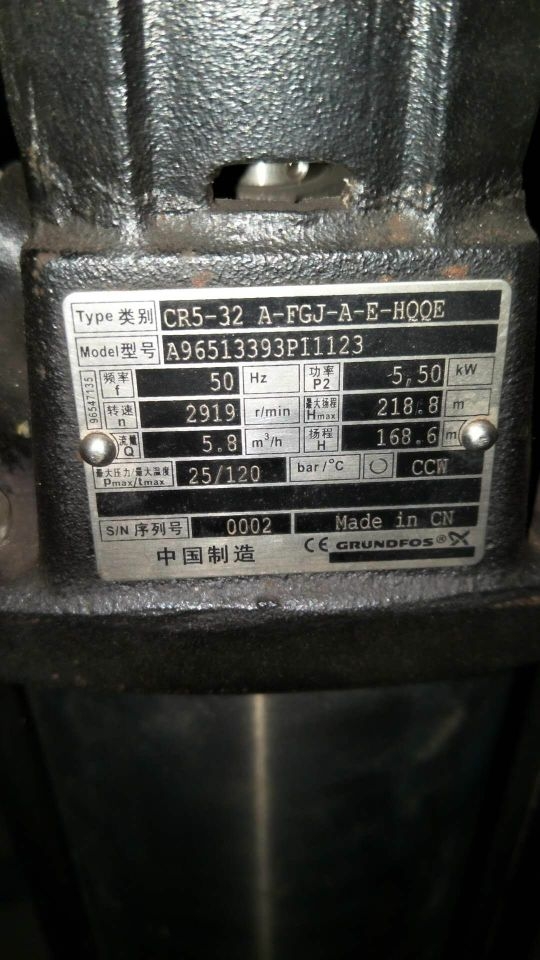 Type 类别 CR5-32 A-FGJ-A-E-HQQE
Model 型号 A96513393P11123
96547135
频率 f 50 Hz 功率 P2 5.50 kW
转速 n 2919 r/min 最大扬程 Hmax 218.8 m
流量 Q 5.8 m³/h 扬程 H 168.6 m
最大压力/最大温度 Pmax/tmax 25/120 bar/°C CCW
S/N 序列号 0002 Made in CN
中国制造 CE GRUNDFOS®